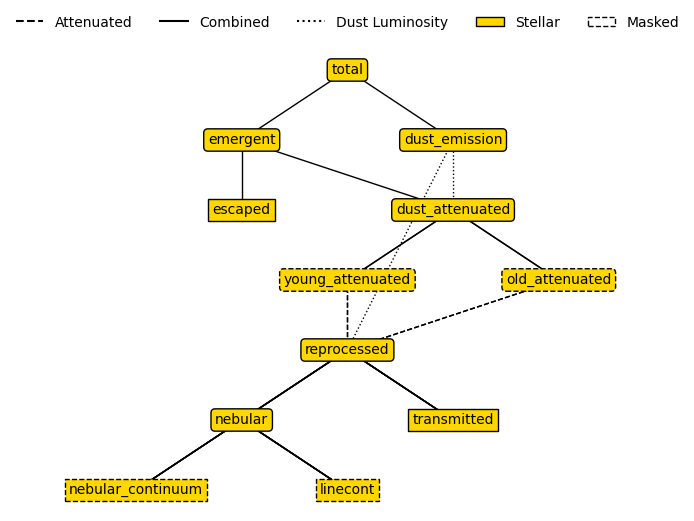 Attenuated Combined Dust Luminosity Stellar Masked
total
emergent dust_emission
escaped dust_attenuated
young_attenuated old_attenuated
reprocessed
nebular transmitted
nebular_continuum linecont